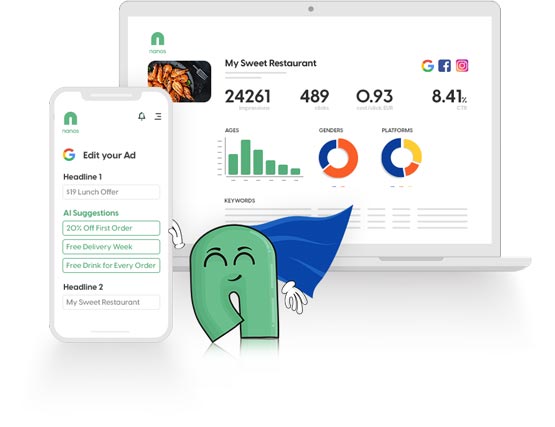 nanos
My Sweet Restaurant
24261
impressions
489
clicks
0.93
cost/click, EUR
8.41%
CTR
AGES
GENDERS
PLATFORMS
KEYWORDS
nanos
Edit your Ad
Headline 1
$19 Lunch Offer
AI Suggestions
20% Off First Order
Free Delivery Week
Free Drink for Every Order
Headline 2
My Sweet Restaurant